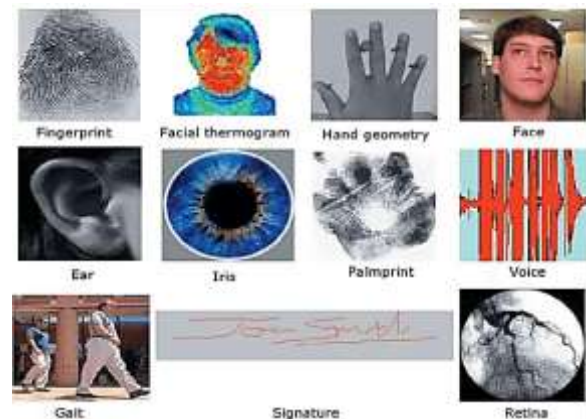 Fingerprint
Facial thermogram
Hand geometry
Face
Ear
Iris
Palmprint
Voice
Gait
Signature
Retina